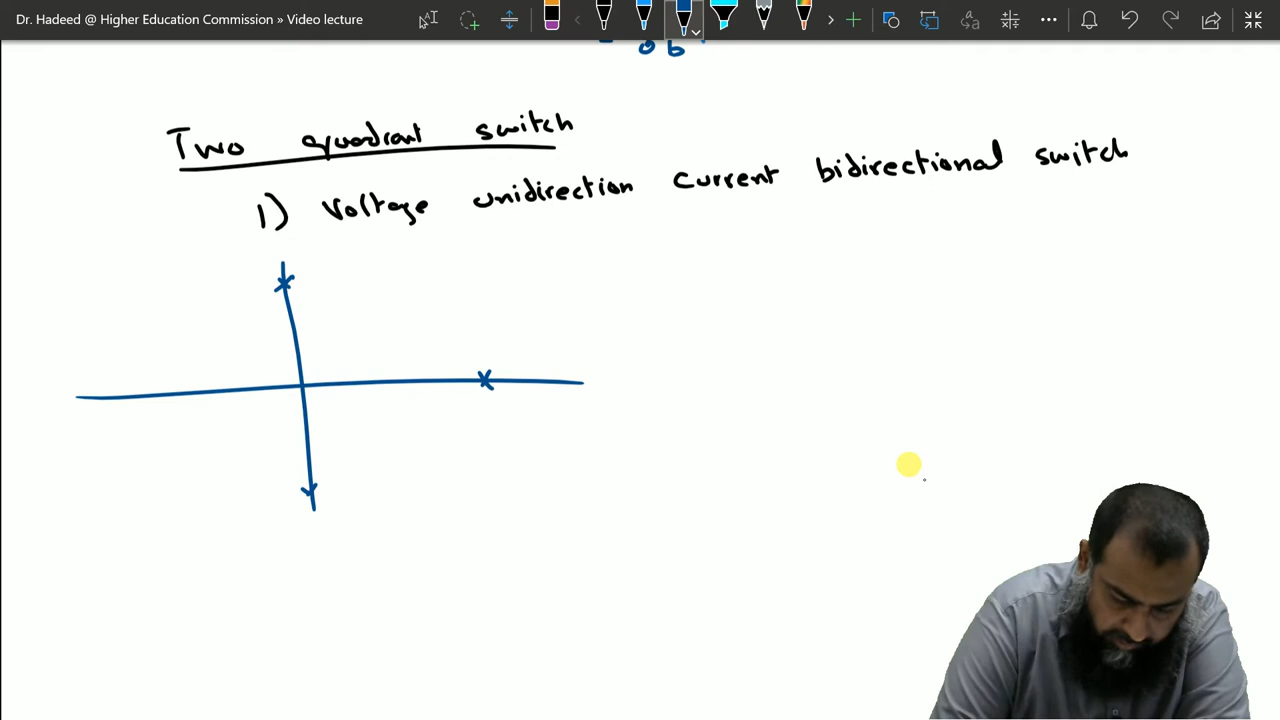 Dr. Hadeed @ Higher Education Commission » Video lecture
Two quadrant switch
1) Voltage unidirection current bidirectional switch